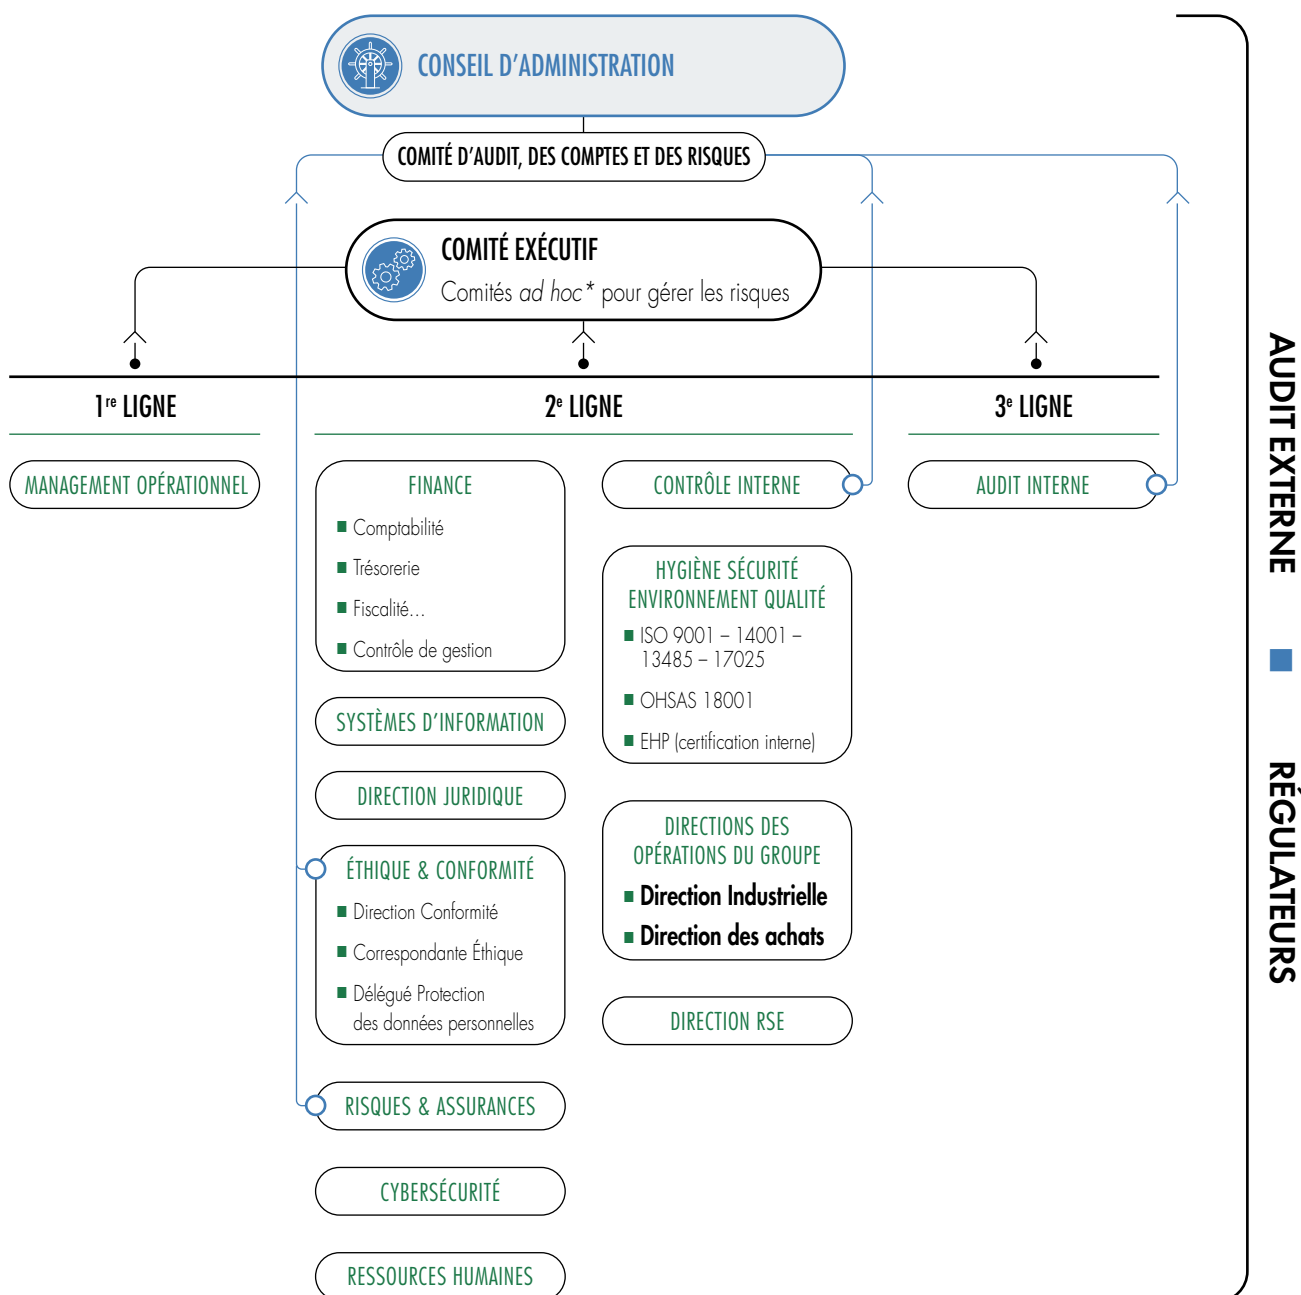 CONSEIL D'ADMINISTRATION
COMITÉ D'AUDIT, DES COMPTES ET DES RISQUES
COMITÉ EXÉCUTIF
Comités ad hoc* pour gérer les risques
1re LIGNE
2e LIGNE
3e LIGNE
MANAGEMENT OPÉRATIONNEL
FINANCE
Comptabilité
Trésorerie
Fiscalité...
Contrôle de gestion
SYSTÈMES D'INFORMATION
DIRECTION JURIDIQUE
ÉTHIQUE & CONFORMITÉ
Direction Conformité
Correspondante Éthique
Délégué Protection
des données personnelles
RISQUES & ASSURANCES
CYBERSÉCURITÉ
RESSOURCES HUMAINES
CONTRÔLE INTERNE
HYGIÈNE SÉCURITÉ
ENVIRONNEMENT QUALITÉ
ISO 9001 – 14001 –
13485 – 17025
OHSAS 18001
EHP (certification interne)
DIRECTIONS DES
OPÉRATIONS DU GROUPE
Direction Industrielle
Direction des achats
DIRECTION RSE
AUDIT INTERNE
AUDIT EXTERNE ■ RÉGULATEURS